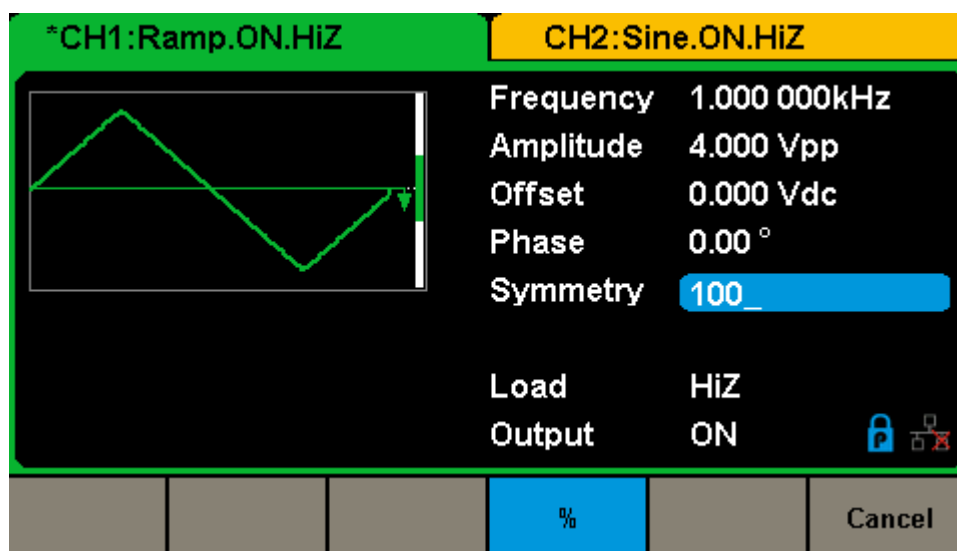 *CH1:Ramp.ON.HiZ
CH2:Sine.ON.HiZ
Frequency 1.000 000kHz
Amplitude 4.000 Vpp
Offset 0.000 Vdc
Phase 0.00 °
Symmetry 100_
Load HiZ
Output ON
P
% Cancel